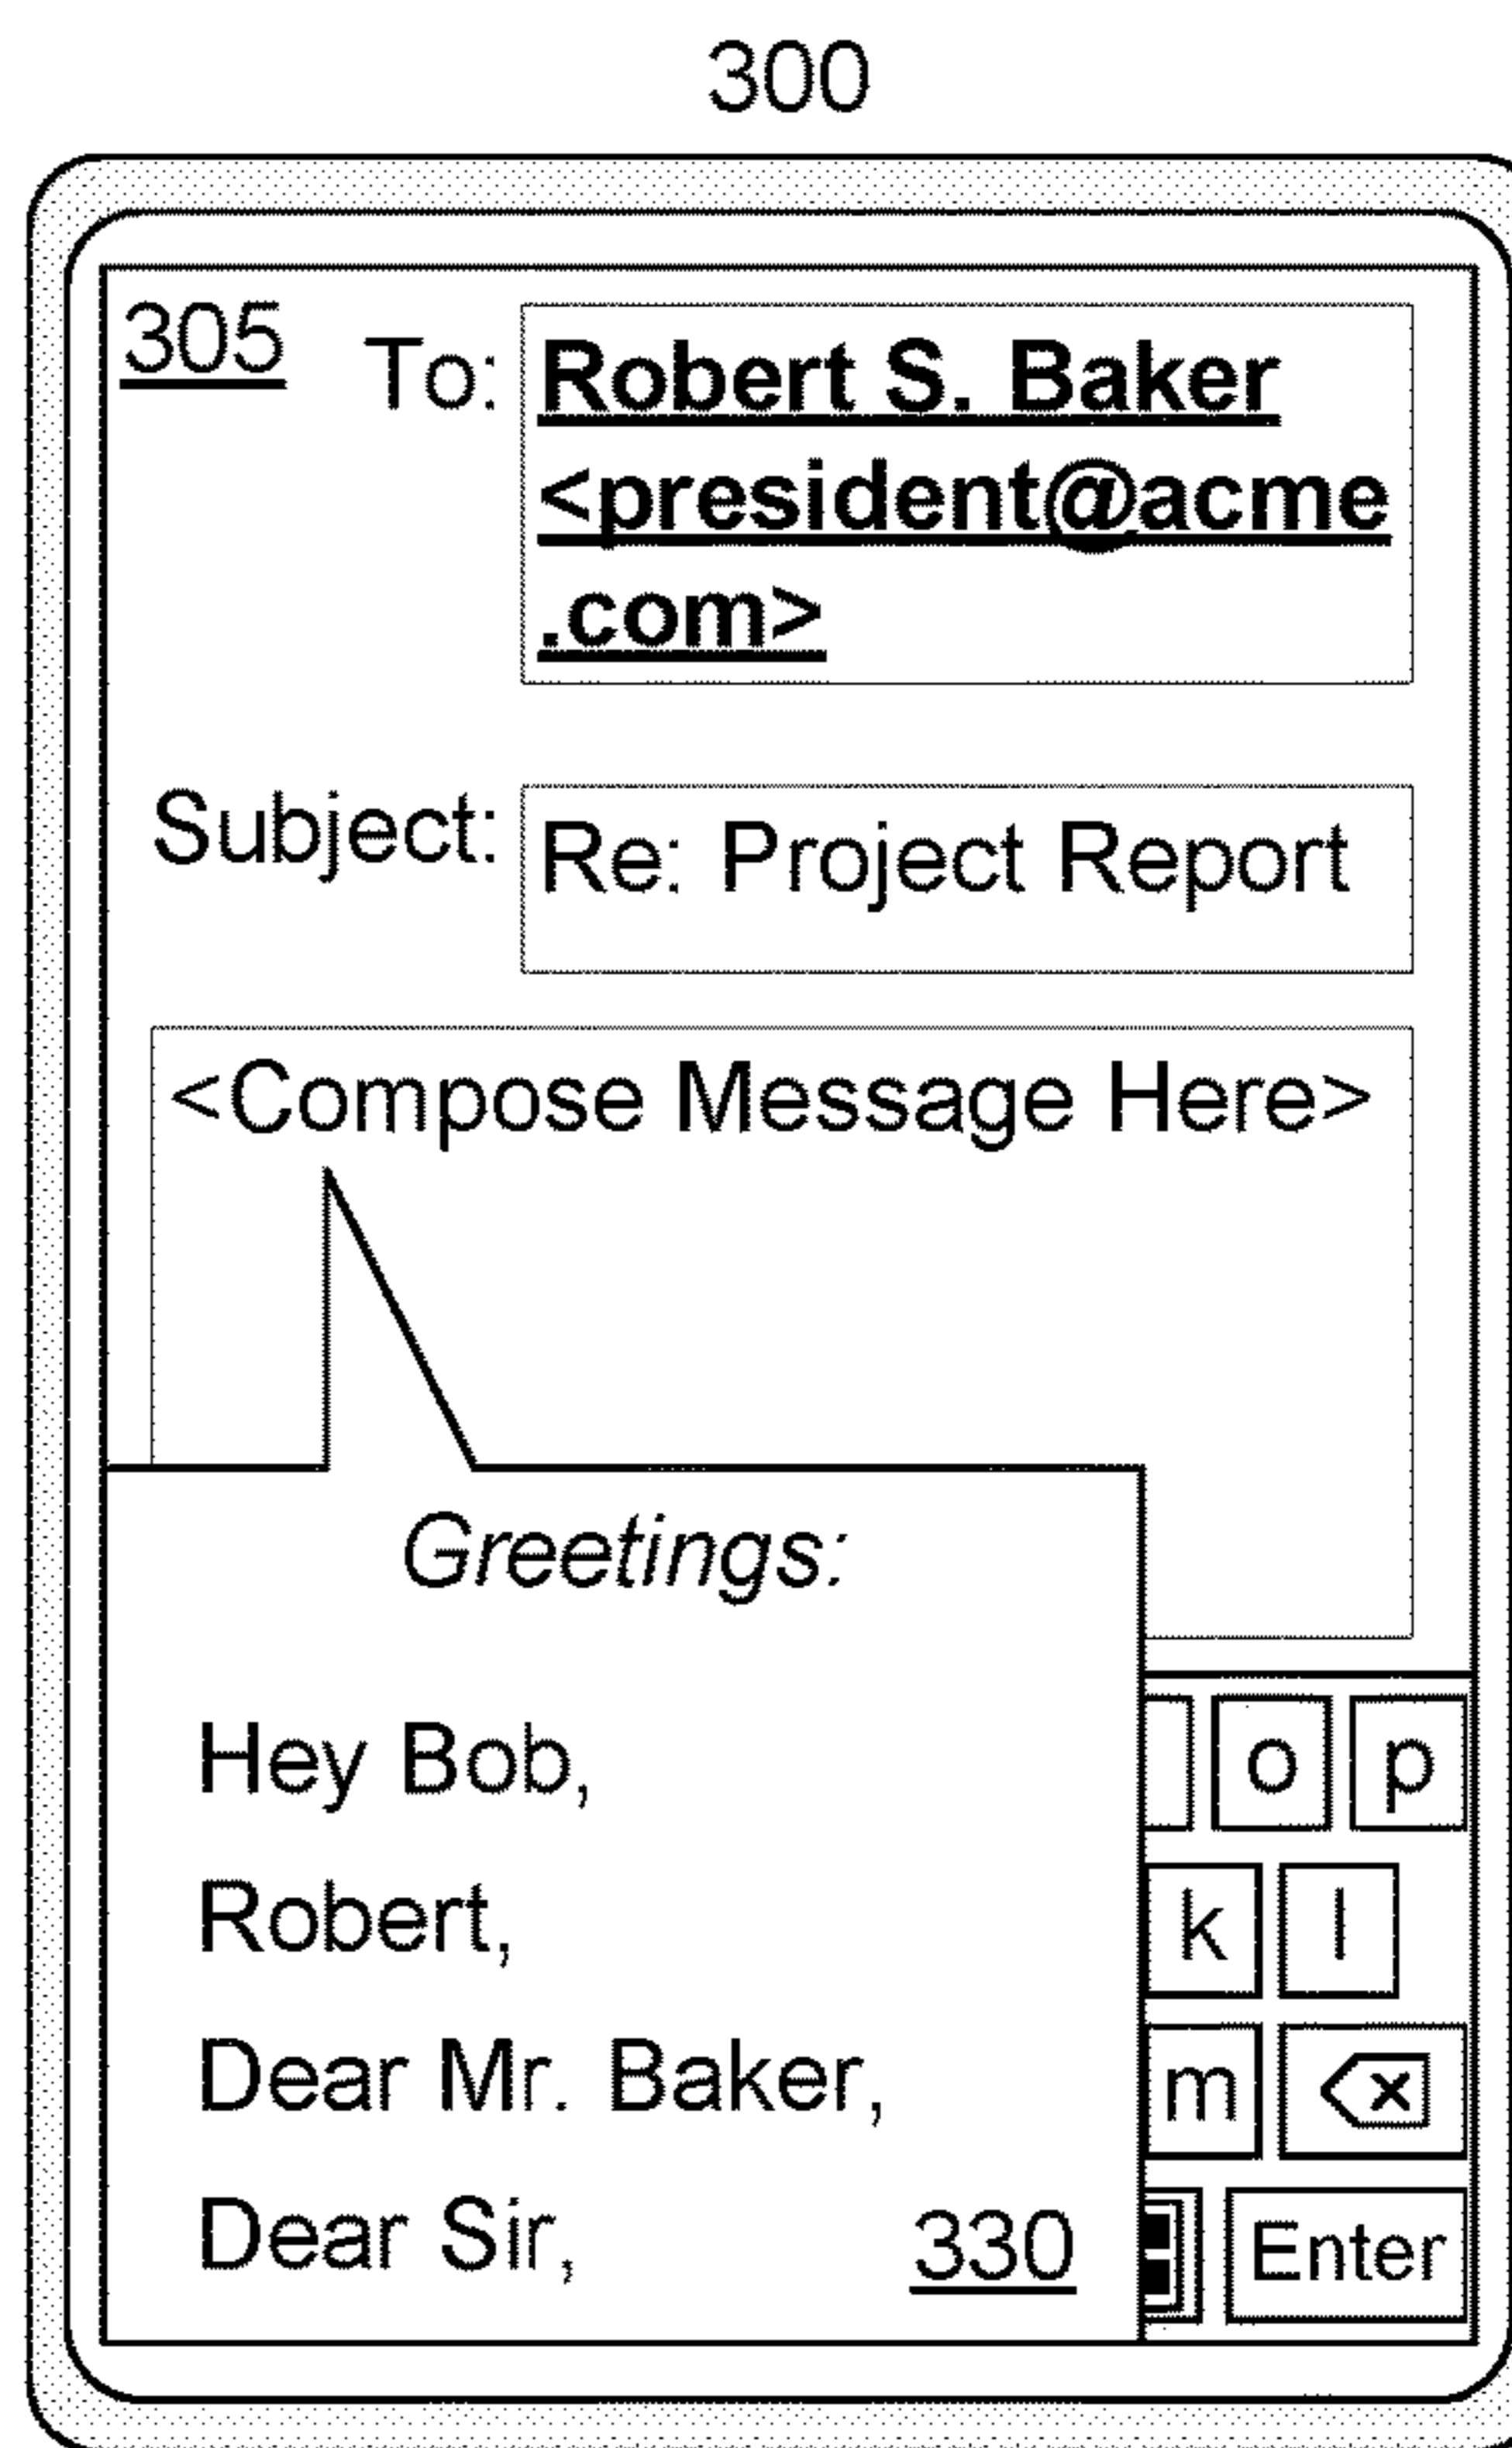 300
305 To: Robert S. Baker
<president@acme
.com>
Subject: Re: Project Report
<Compose Message Here>
Greetings:
Hey Bob,
Robert,
Dear Mr. Baker,
Dear Sir,
330
o p
k l
m
Enter